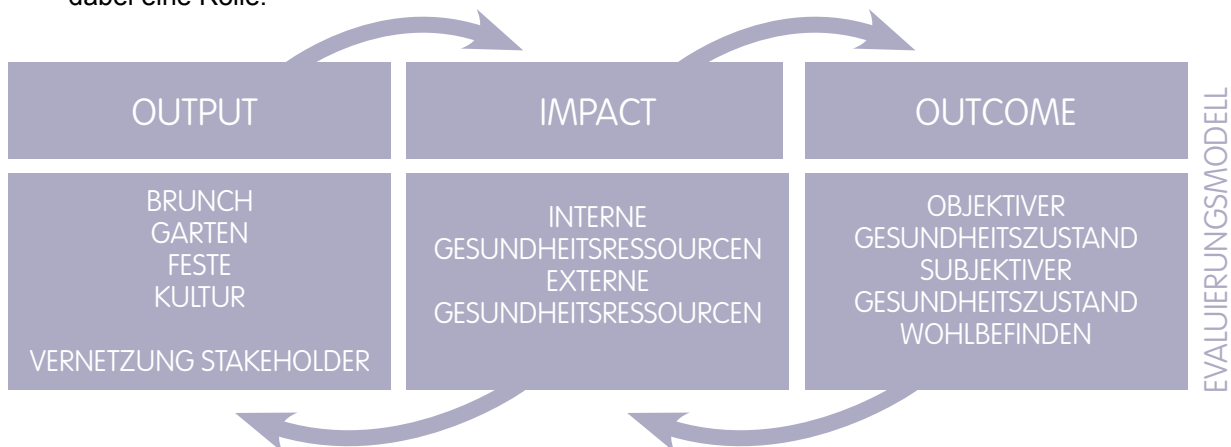 dabei eine Rolle.
OUTPUT
BRUNCH
GARTEN
FESTE
KULTUR
VERNETZUNG STAKEHOLDER
IMPACT
INTERNE
GESUNDHEITSRESSOURCEN
EXTERNE
GESUNDHEITSRESSOURCEN
OUTCOME
OBJEKTIVER
GESUNDHEITSZUSTAND
SUBJEKTIVER
GESUNDHEITSZUSTAND
WOHLBEFINDEN
EVALUIERUNGSMODELL